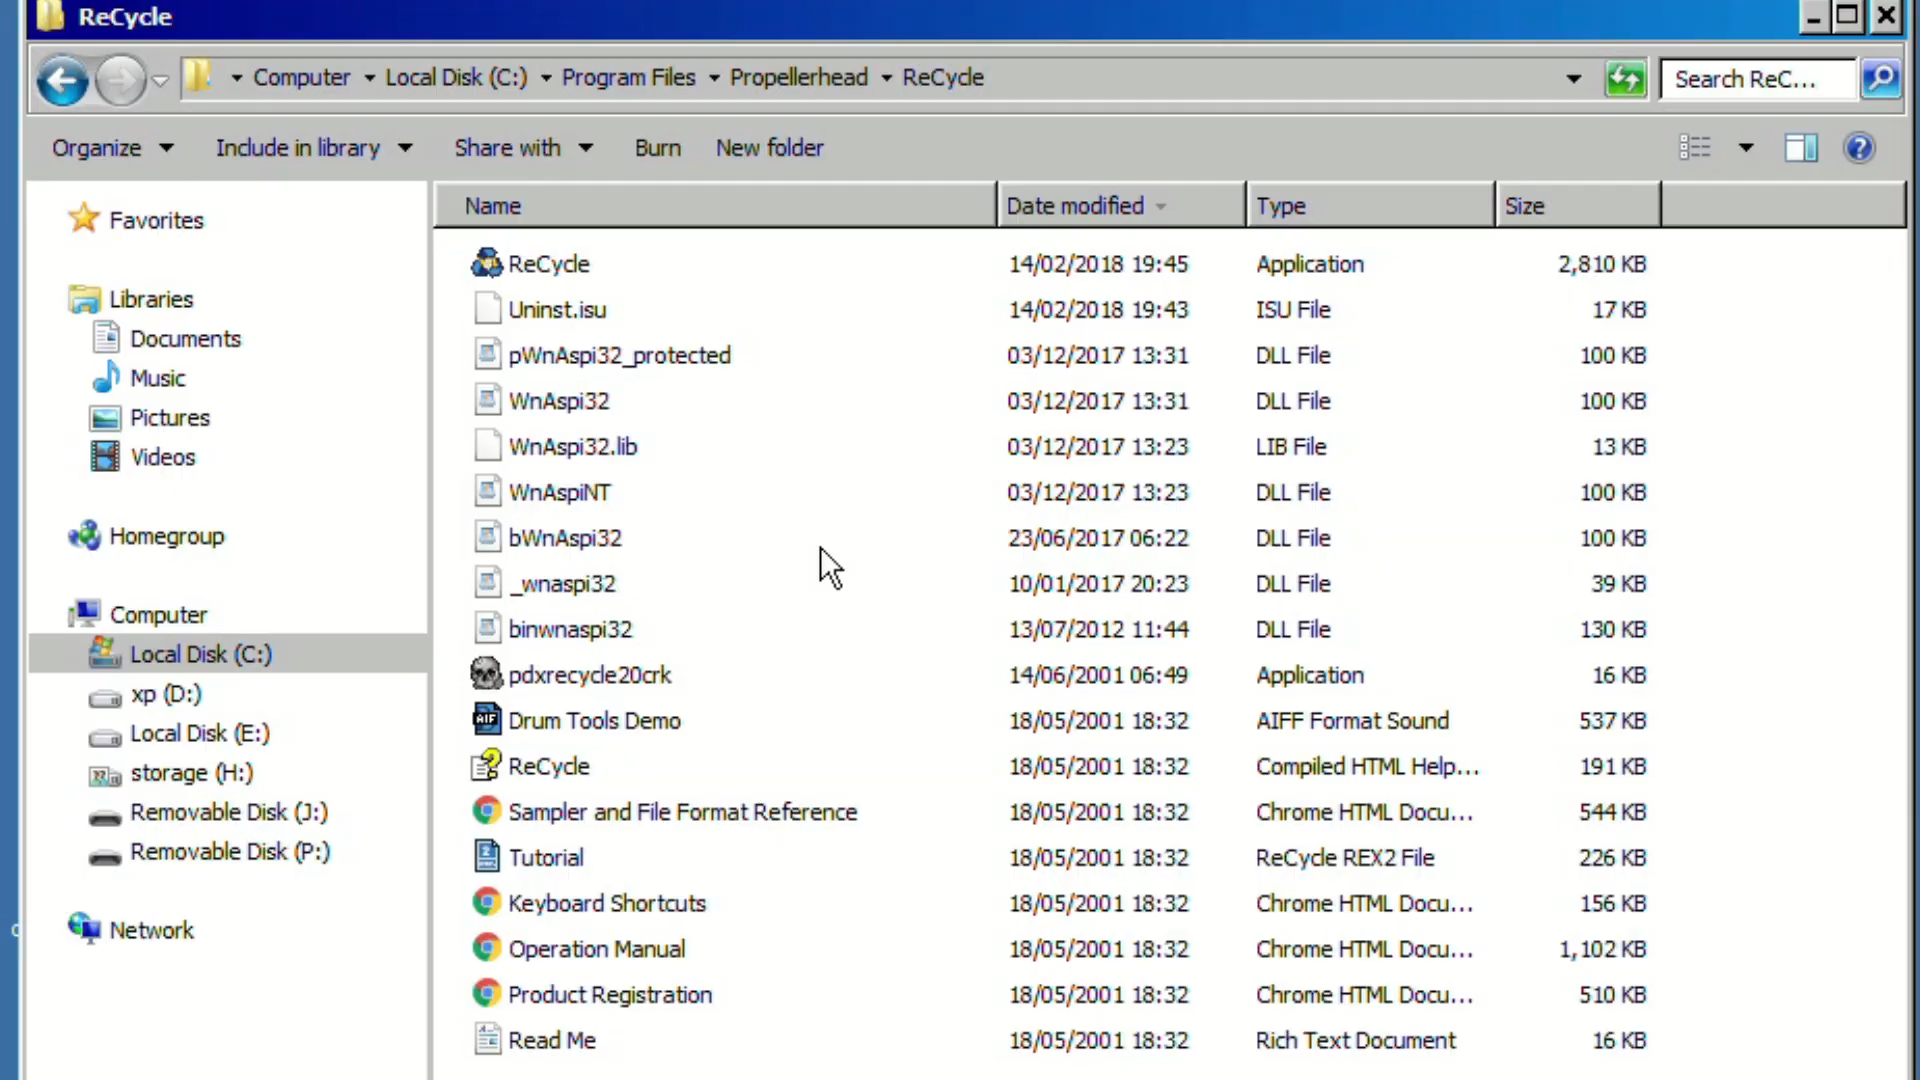 ReCycle
Computer Local Disk (C:) Program Files Propellerhead ReCycle
Search ReC...
Organize Include in library Share with Burn New folder
Favorites
Libraries
Documents
Music
Pictures
Videos
Homegroup
Computer
Local Disk (C:)
xp (D:)
Local Disk (E:)
storage (H:)
Removable Disk (J:)
Removable Disk (P:)
Network
Name Date modified Type Size
ReCycle 14/02/2018 19:45 Application 2,810 KB
Uninst.isu 14/02/2018 19:43 ISU File 17 KB
pWnAspi32_protected 03/12/2017 13:31 DLL File 100 KB
WnAspi32 03/12/2017 13:31 DLL File 100 KB
WnAspi32.lib 03/12/2017 13:23 LIB File 13 KB
WnAspiNT 03/12/2017 13:23 DLL File 100 KB
bWnAspi32 23/06/2017 06:22 DLL File 100 KB
_wnaspi32 10/01/2017 20:23 DLL File 39 KB
binwnaspi32 13/07/2012 11:44 DLL File 130 KB
pdxrecycle20crk 14/06/2001 06:49 Application 16 KB
Drum Tools Demo 18/05/2001 18:32 AIFF Format Sound 537 KB
ReCycle 18/05/2001 18:32 Compiled HTML Help... 191 KB
Sampler and File Format Reference 18/05/2001 18:32 Chrome HTML Docu... 544 KB
Tutorial 18/05/2001 18:32 ReCycle REX2 File 226 KB
Keyboard Shortcuts 18/05/2001 18:32 Chrome HTML Docu... 156 KB
Operation Manual 18/05/2001 18:32 Chrome HTML Docu... 1,102 KB
Product Registration 18/05/2001 18:32 Chrome HTML Docu... 510 KB
Read Me 18/05/2001 18:32 Rich Text Document 16 KB